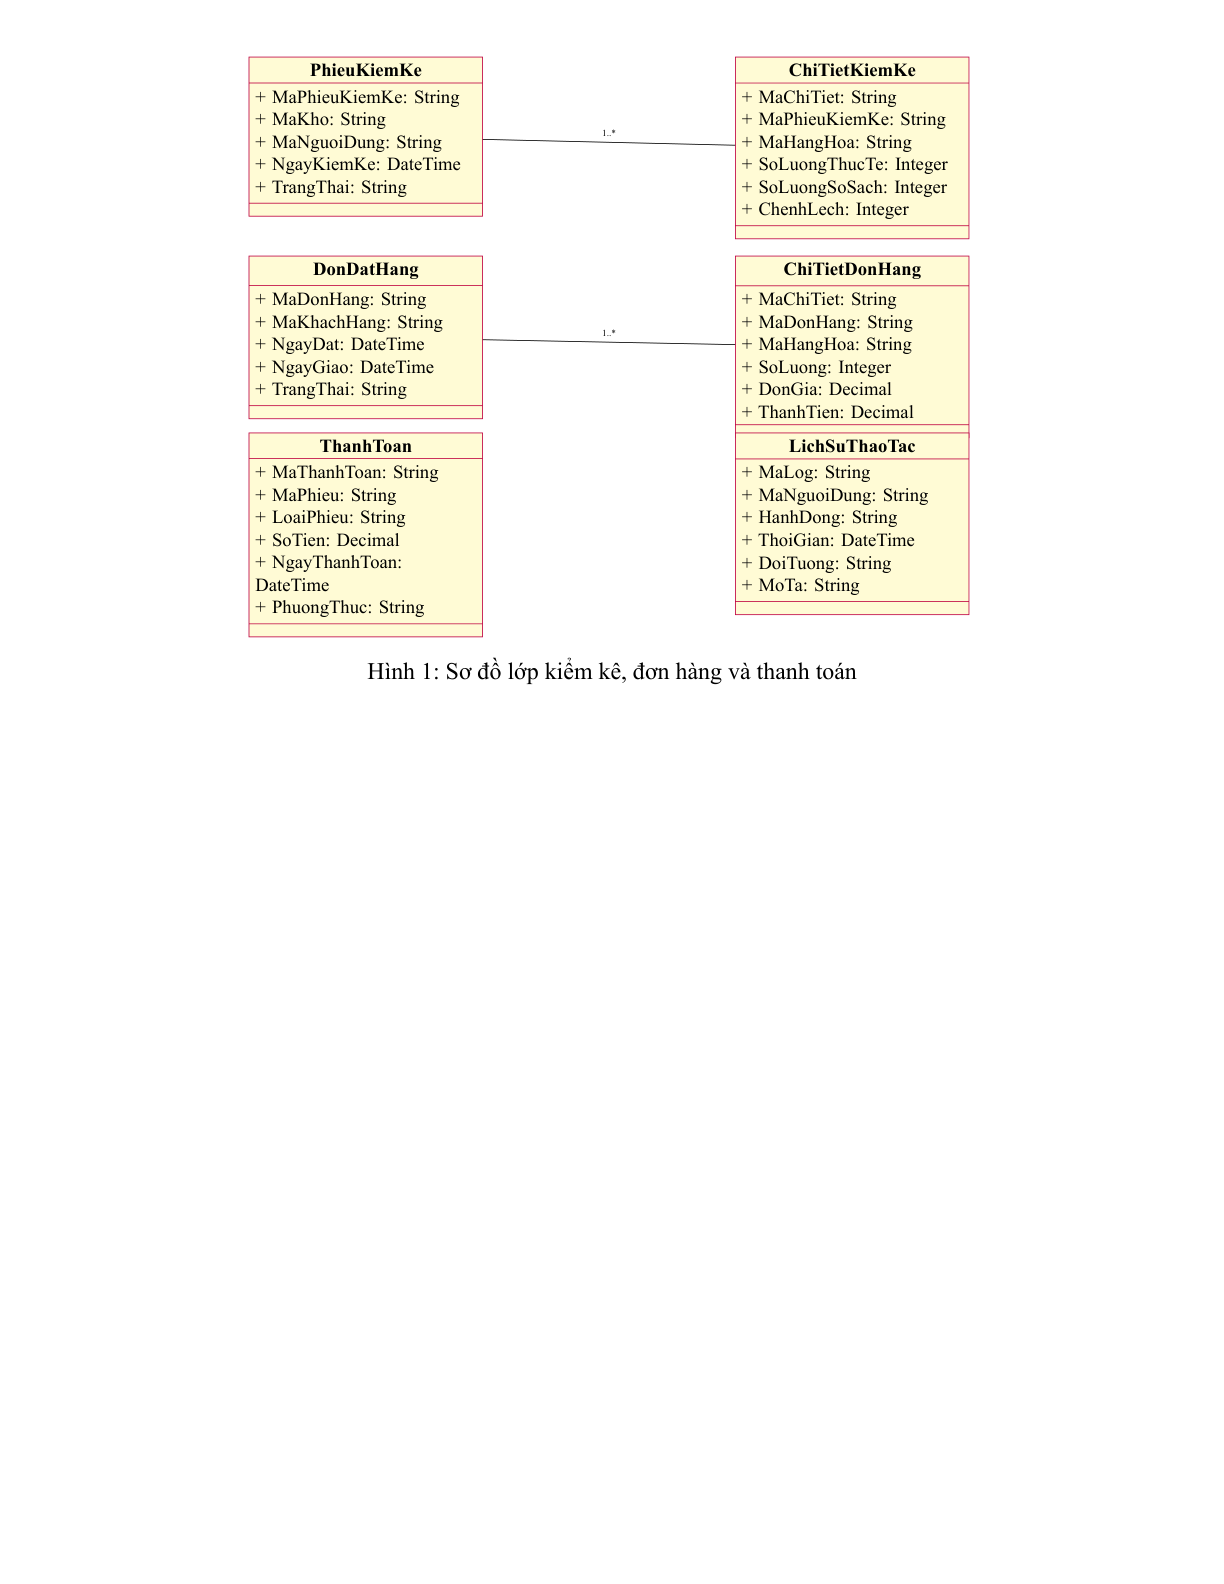 PhieuKiemKe
+ MaPhieuKiemKe: String
+ MaKho: String
+ MaNguoiDung: String
+ NgayKiemKe: DateTime
+ TrangThai: String
1..*
ChiTietKiemKe
+ MaChiTiet: String
+ MaPhieuKiemKe: String
+ MaHangHoa: String
+ SoLuongThucTe: Integer
+ SoLuongSoSach: Integer
+ ChenhLech: Integer
DonDatHang
+ MaDonHang: String
+ MaKhachHang: String
+ NgayDat: DateTime
+ NgayGiao: DateTime
+ TrangThai: String
1..*
ChiTietDonHang
+ MaChiTiet: String
+ MaDonHang: String
+ MaHangHoa: String
+ SoLuong: Integer
+ DonGia: Decimal
+ ThanhTien: Decimal
ThanhToan
+ MaThanhToan: String
+ MaPhieu: String
+ LoaiPhieu: String
+ SoTien: Decimal
+ NgayThanhToan:
DateTime
+ PhuongThuc: String
LichSuThaoTac
+ MaLog: String
+ MaNguoiDung: String
+ HanhDong: String
+ ThoiGian: DateTime
+ DoiTuong: String
+ MoTa: String
Hình 1: Sơ đồ lớp kiểm kê, đơn hàng và thanh toán